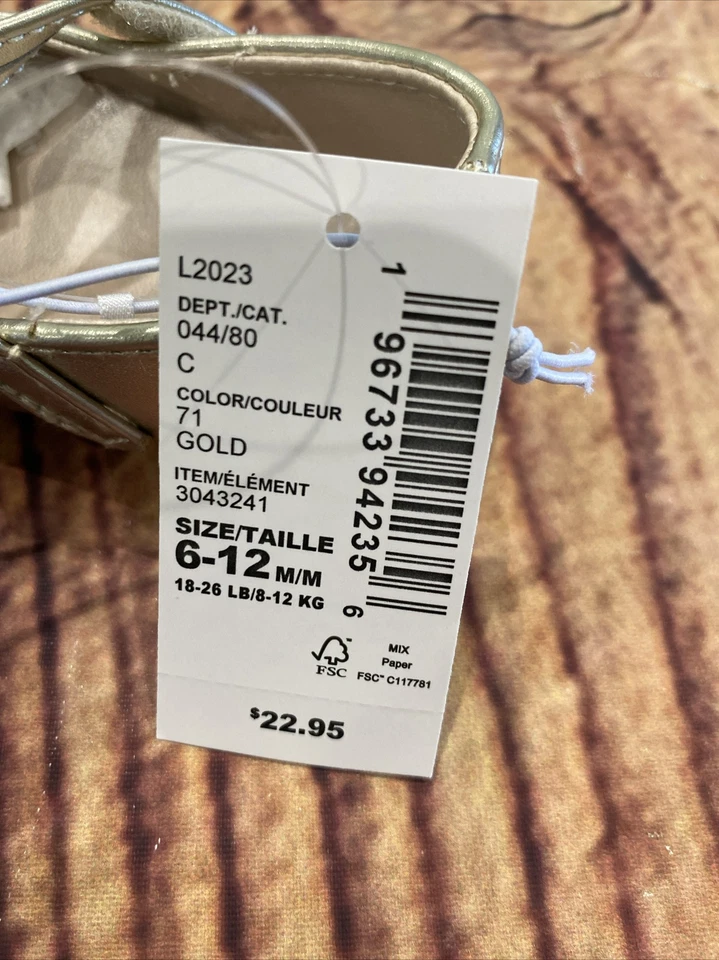 L2023
DEPT./CAT.
044/80
C
COLOR/COULEUR
71
GOLD
ITEM/ÉLÉMENT
3043241
SIZE/TAILLE
6-12 M/M
18-26 LB/8-12 KG
1 96733 94235 6
FSC
MIX
Paper
FSC™ C117781
$22.95